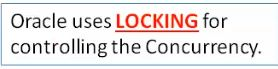 Oracle uses LOCKING for
controlling the Concurrency.